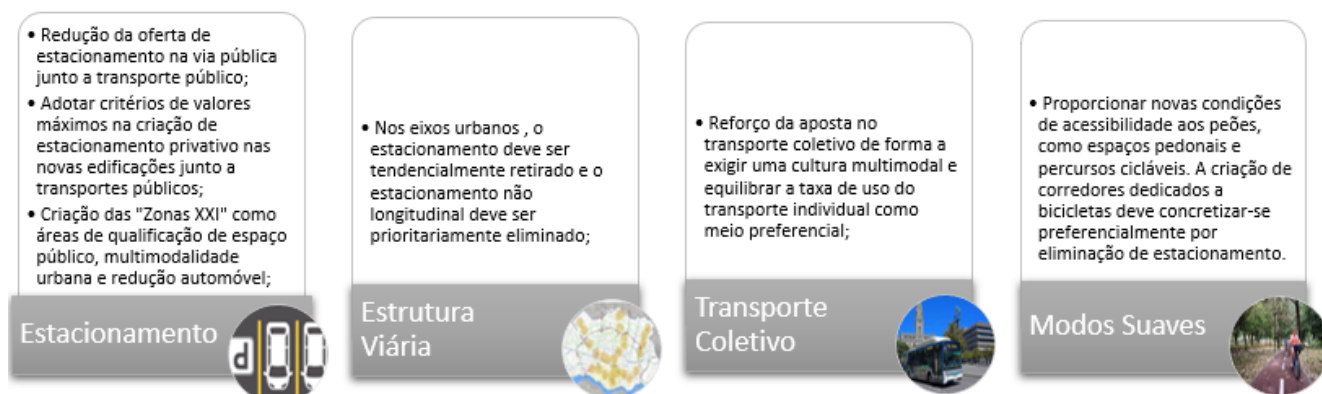 • Redução da oferta de
estacionamento na via pública
junto a transporte público;
• Adotar critérios de valores
máximos na criação de
estacionamento privativo nas
novas edificações junto a
transportes públicos;
• Criação das "Zonas XXI" como
áreas de qualificação de espaço
público, multimodalidade
urbana e redução automóvel;
Estacionamento
P
• Nos eixos urbanos , o
estacionamento deve ser
tendencialmente retirado e o
estacionamento não
longitudinal deve ser
prioritariamente eliminado;
Estrutura
Viária
• Reforço da aposta no
transporte coletivo de forma a
exigir uma cultura multimodal e
equilibrar a taxa de uso do
transporte individual como
meio preferencial;
Transporte
Coletivo
• Proporcionar novas condições
de acessibilidade aos peões,
como espaços pedonais e
percursos cicláveis. A criação de
corredores dedicados a
bicicletas deve concretizar-se
preferencialmente por
eliminação de estacionamento.
Modos Suaves